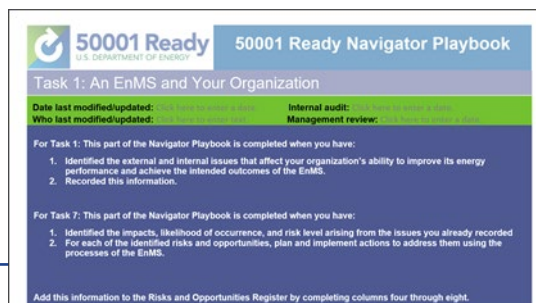 50001 Ready
U.S. DEPARTMENT OF ENERGY
50001 Ready Navigator Playbook
Task 1: An EnMS and Your Organization
Date last modified/updated: Click here to enter a date. Internal audit: Click here to enter a date.
Who last modified/updated: Click here to enter text. Management review: Click here to enter a date.
For Task 1: This part of the Navigator Playbook is completed when you have:
1. Identified the external and internal issues that affect your organization's ability to improve its energy
performance and achieve the intended outcomes of the EnMS.
2. Recorded this information.
For Task 7: This part of the Navigator Playbook is completed when you have:
1. Identified the impacts, likelihood of occurrence, and risk level arising from the issues you already recorded
2. For each of the identified risks and opportunities, plan and implement actions to address them using the
processes of the EnMS.
Add this information to the Risks and Opportunities Register by completing columns four through eight.